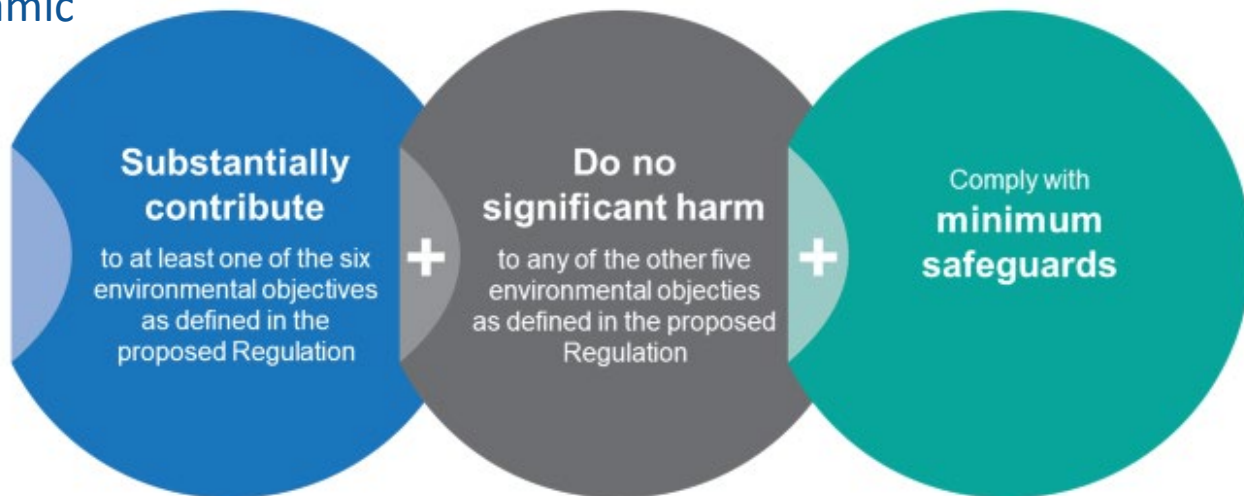 Substantially
contribute
to at least one of the six
environmental objectives
as defined in the
proposed Regulation
+
Do no
significant harm
to any of the other five
environmental objecties
as defined in the proposed
Regulation
+
Comply with
minimum
safeguards